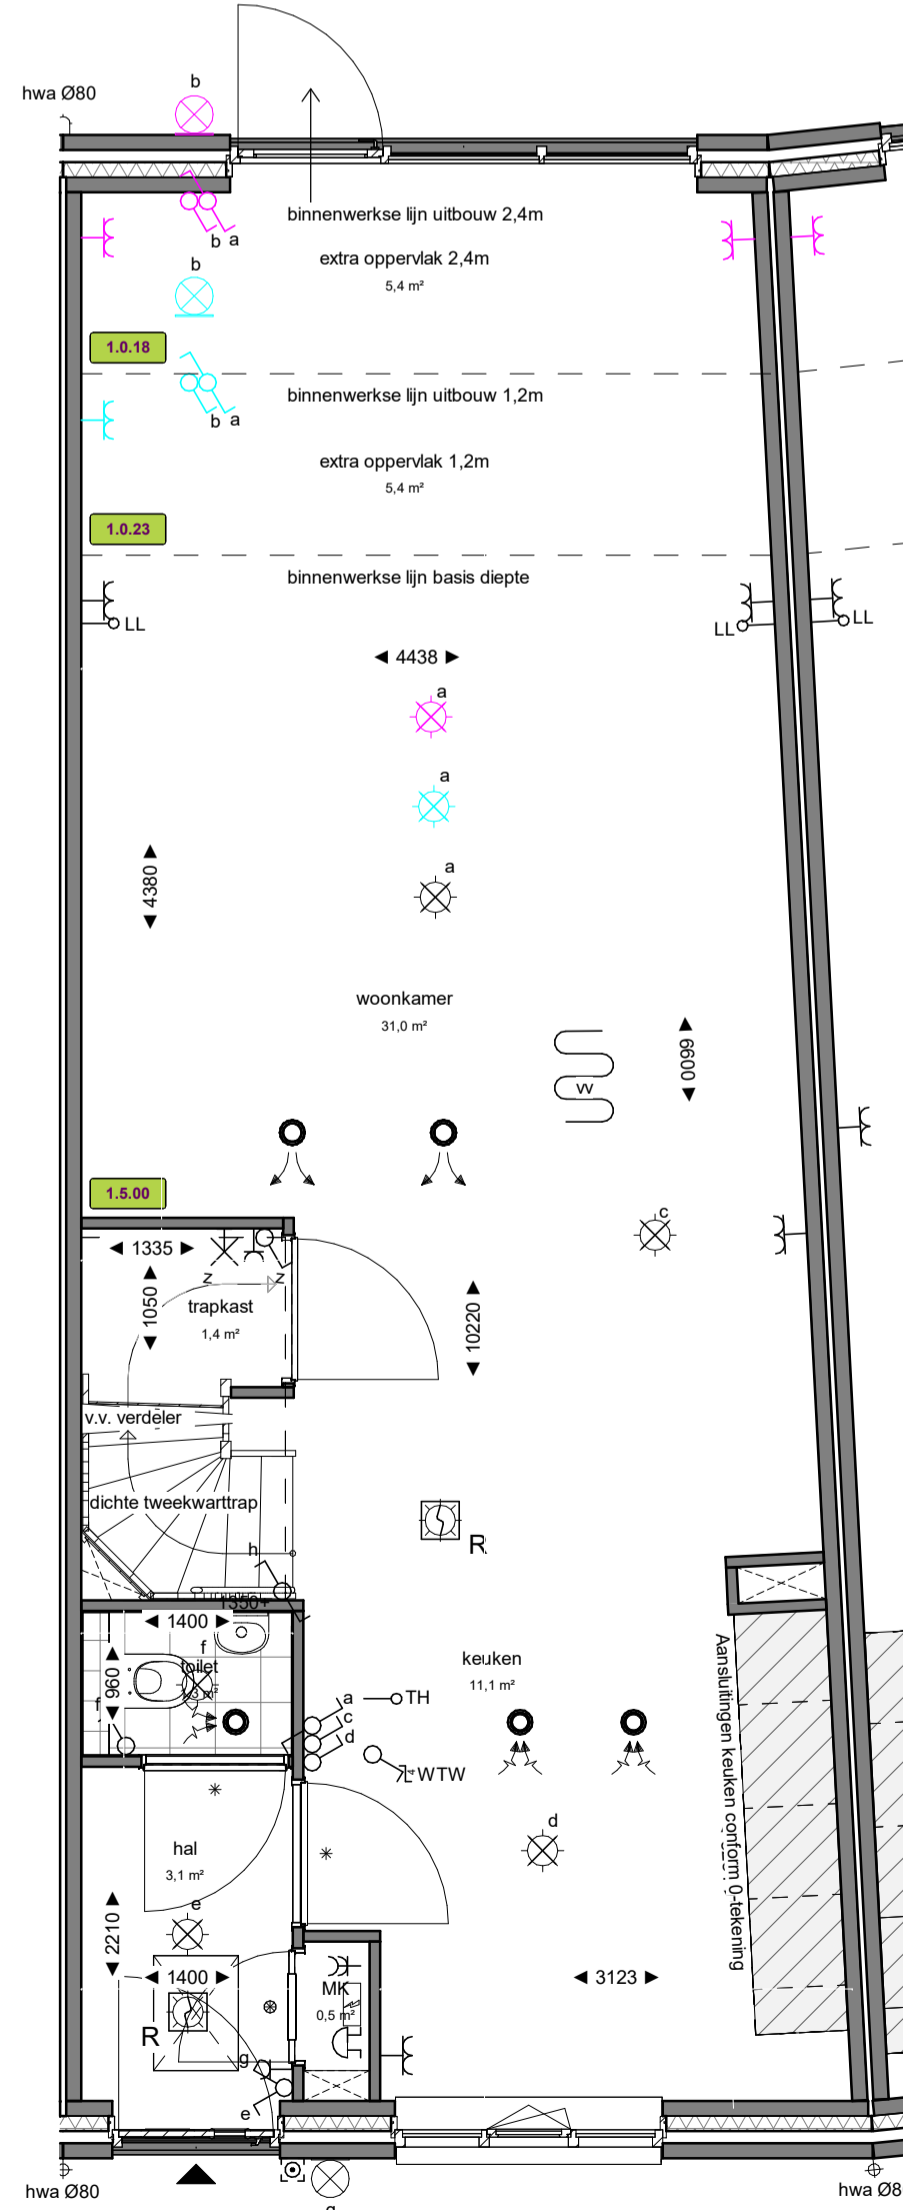 b
hwa Ø80
binnenwerkse lijn uitbouw 2,4m
b a
extra oppervlak 2,4m
5,4 m²
b
1.0.18
binnenwerkse lijn uitbouw 1,2m
b a
extra oppervlak 1,2m
5,4 m²
1.0.23
binnenwerkse lijn basis diepte
LL
LL
LL
4438
a
a
a
4380
woonkamer
31,0 m²
6600
vv
1.5.00
c
1335
z z
1050
trapkast
1,4 m²
10220
v.v. verdeler
dichte tweekwarttrap
R
h
1350+
1400
f
toilet
960
f
keuken
11,1 m²
Aansluitingen keuken conform 0-tekening
a
TH
c
d
WTW
d
hal
3,1 m²
e
2210
1400
MK
0,5 m²
3123
R
g
e
hwa Ø80
g
hwa Ø8